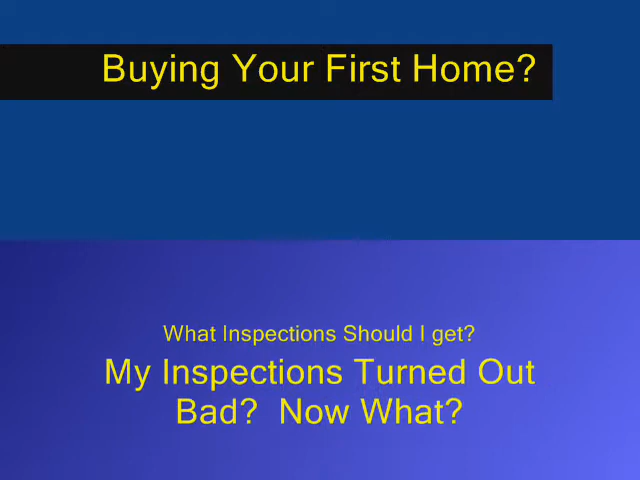 Buying Your First Home?
What Inspections Should I get?
My Inspections Turned Out
Bad?  Now What?